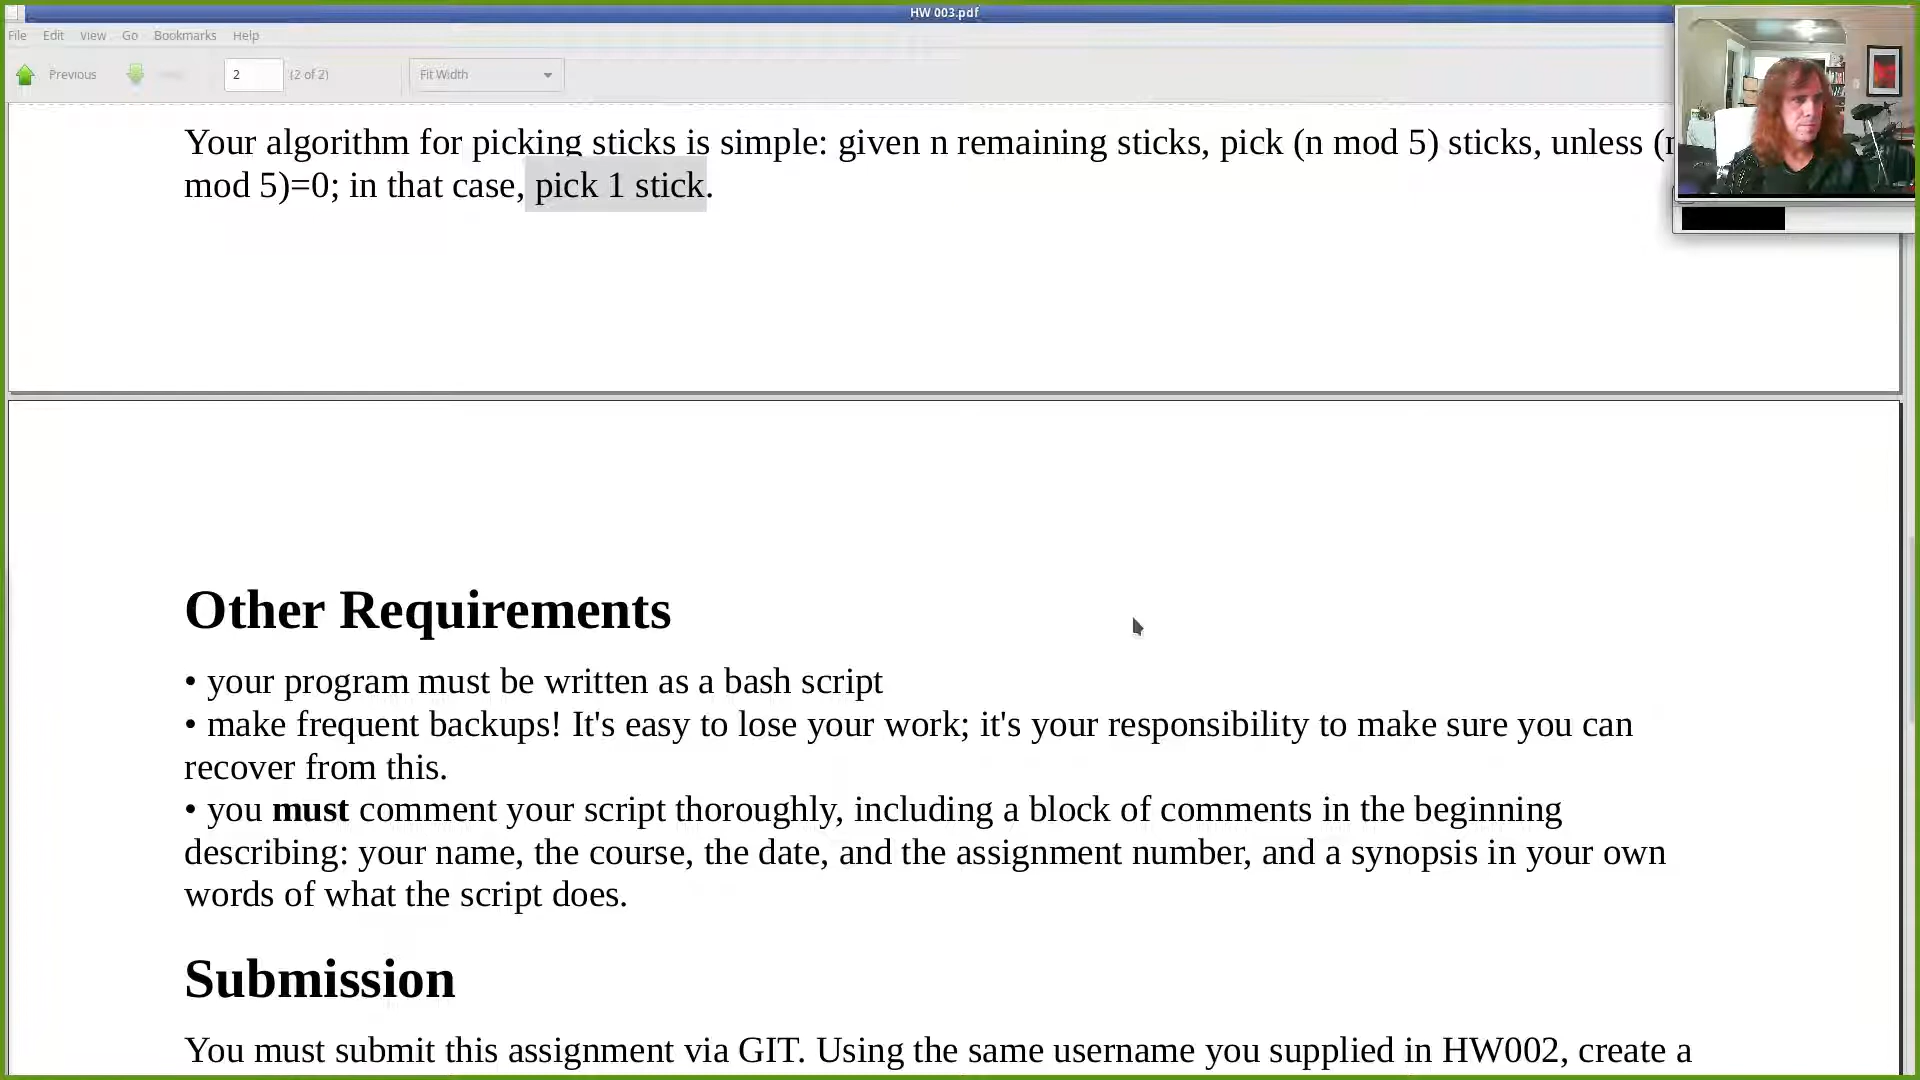 HW 003.pdf
File Edit View Go Bookmarks Help
Previous 2 (2 of 2) Fit Width
Your algorithm for picking sticks is simple: given n remaining sticks, pick (n mod 5) sticks, unless (n
mod 5)=0; in that case, pick 1 stick.
Other Requirements
• your program must be written as a bash script
• make frequent backups! It's easy to lose your work; it's your responsibility to make sure you can
recover from this.
• you must comment your script thoroughly, including a block of comments in the beginning
describing: your name, the course, the date, and the assignment number, and a synopsis in your own
words of what the script does.
Submission
You must submit this assignment via GIT. Using the same username you supplied in HW002, create a